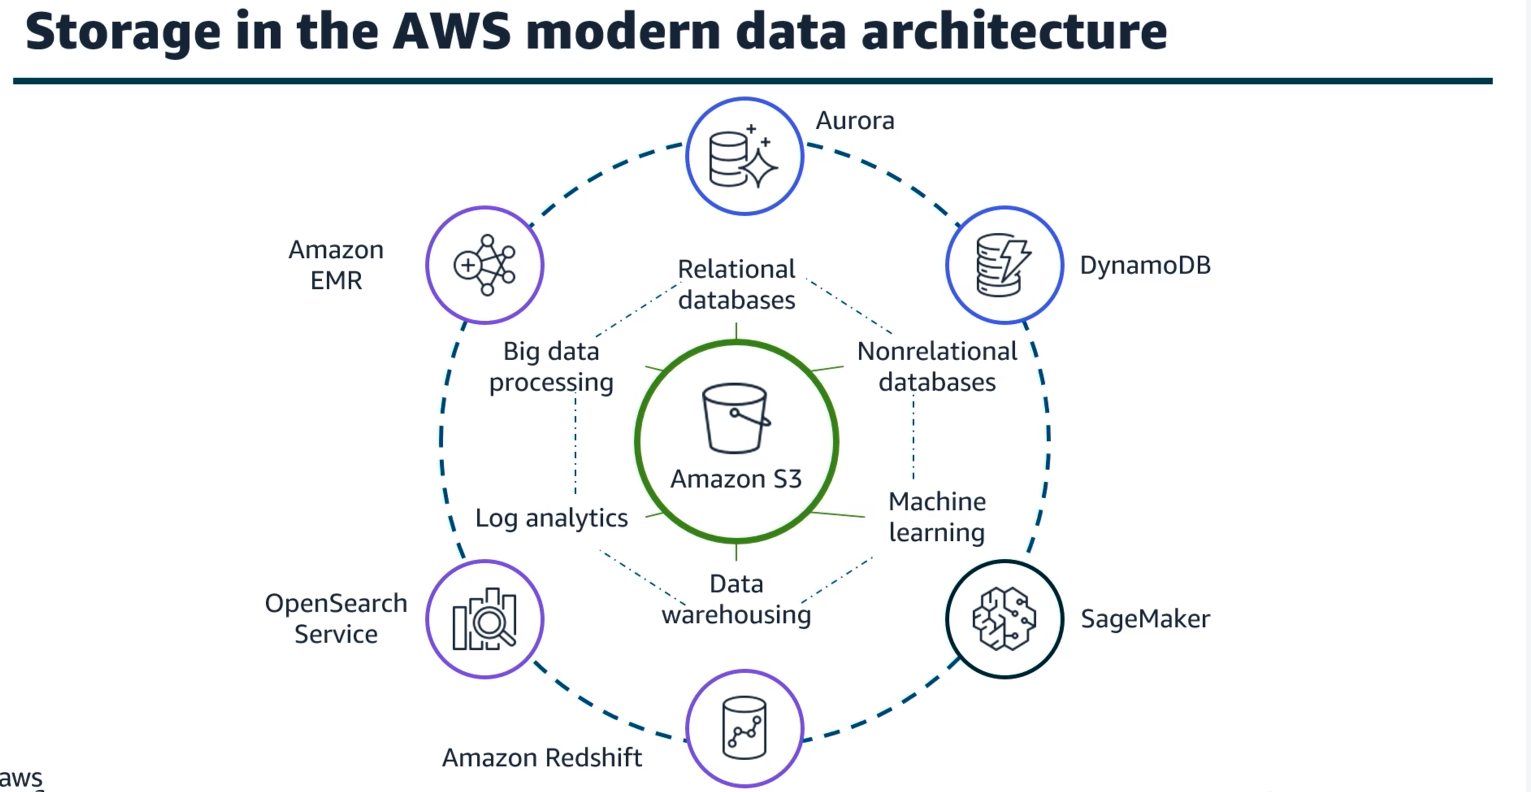 Storage in the AWS modern data architecture
Aurora
Amazon
EMR
DynamoDB
Relational
databases
Big data
processing
Nonrelational
databases
Amazon S3
Log analytics
Machine
learning
Data
warehousing
OpenSearch
Service
SageMaker
Amazon Redshift
aws